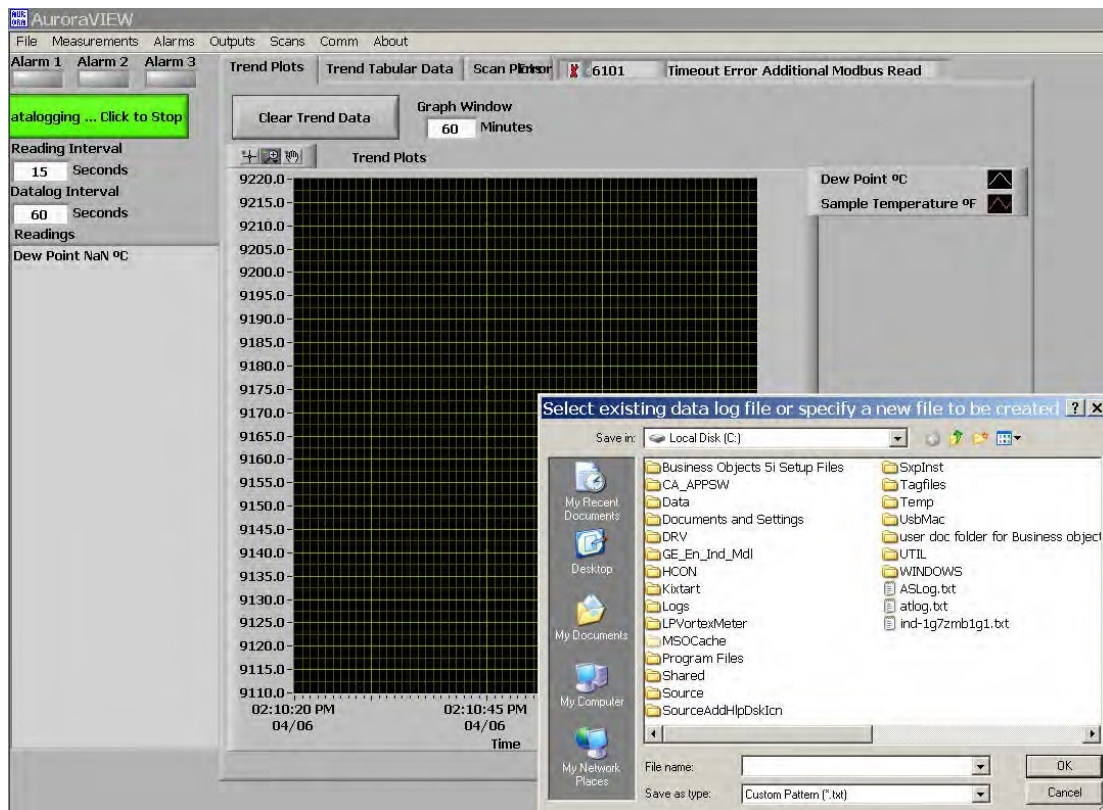 AUR
ORA
AuroraVIEW
File Measurements Alarms Outputs Scans Comm About
Alarm 1 Alarm 2 Alarm 3
atalogging ... Click to Stop
Reading Interval
15 Seconds
Datalog Interval
60 Seconds
Readings
Dew Point NaN ºC
Trend Plots Trend Tabular Data Scan Plots Error 6101 Timeout Error Additional Modbus Read
Clear Trend Data
Graph Window
60 Minutes
Trend Plots
Dew Point ºC
Sample Temperature ºF
9220.0
9215.0
9210.0
9205.0
9200.0
9195.0
9190.0
9185.0
9180.0
9175.0
9170.0
9165.0
9160.0
9155.0
9150.0
9145.0
9140.0
9135.0
9130.0
9125.0
9120.0
9115.0
9110.0
02:10:20 PM
04/06
02:10:45 PM
04/06
Time
Select existing data log file or specify a new file to be created
Save in: Local Disk (C:)
My Recent
Documents
Desktop
My Documents
My Computer
My Network
Places
Business Objects 5i Setup Files
CA_APPSW
Data
Documents and Settings
DRV
GE_En_Ind_Mdl
HCON
Kixtart
Logs
LPVortexMeter
MSOCache
Program Files
Shared
Source
SourceAddHlpDskIcn
SxpInst
Tagfiles
Temp
UsbMac
user doc folder for Business object
UTIL
WINDOWS
ASLog.txt
atlog.txt
ind-1g7zmb1g1.txt
File name:
OK
Save as type: Custom Pattern (*.txt)
Cancel